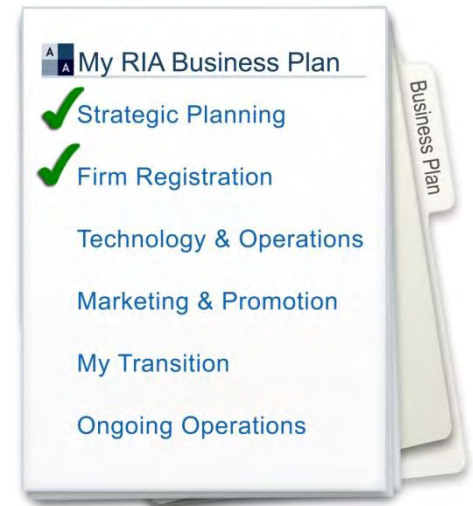 A
A
My RIA Business Plan
Strategic Planning
Firm Registration
Technology & Operations
Marketing & Promotion
My Transition
Ongoing Operations
Business Plan